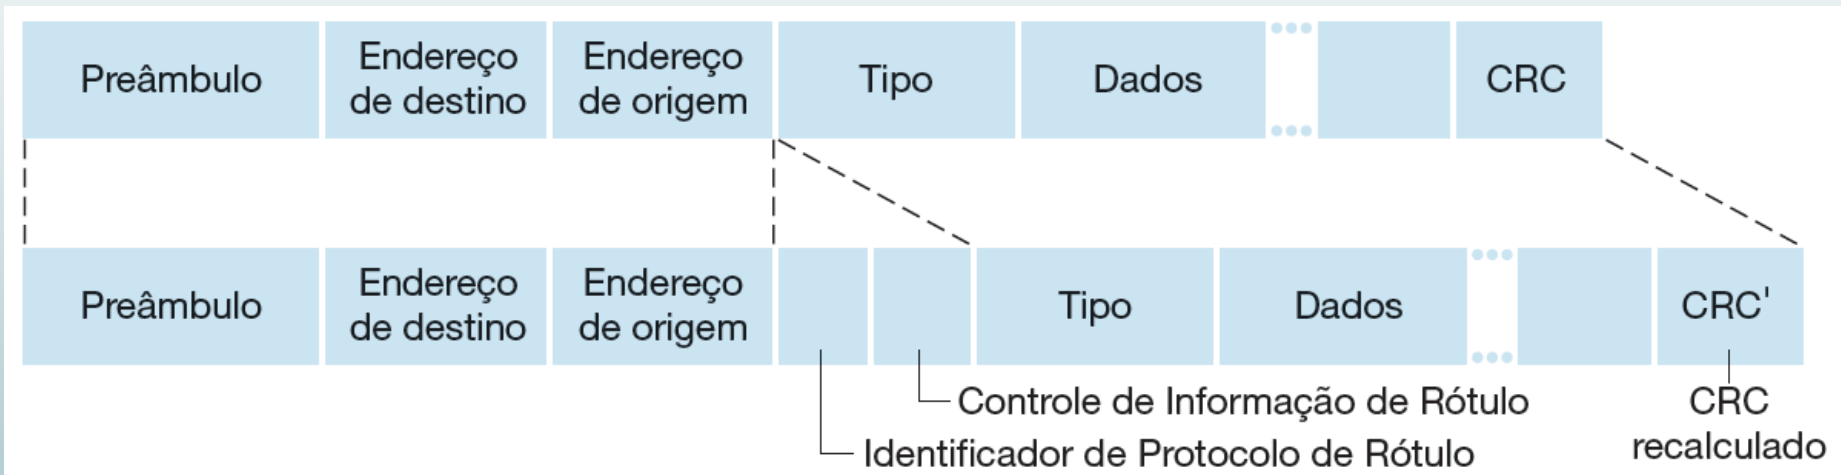 Preâmbulo
Endereço
de destino
Endereço
de origem
Tipo
Dados
CRC
Preâmbulo
Endereço
de destino
Endereço
de origem
Tipo
Dados
CRC'
Controle de Informação de Rótulo
Identificador de Protocolo de Rótulo
CRC
recalculado